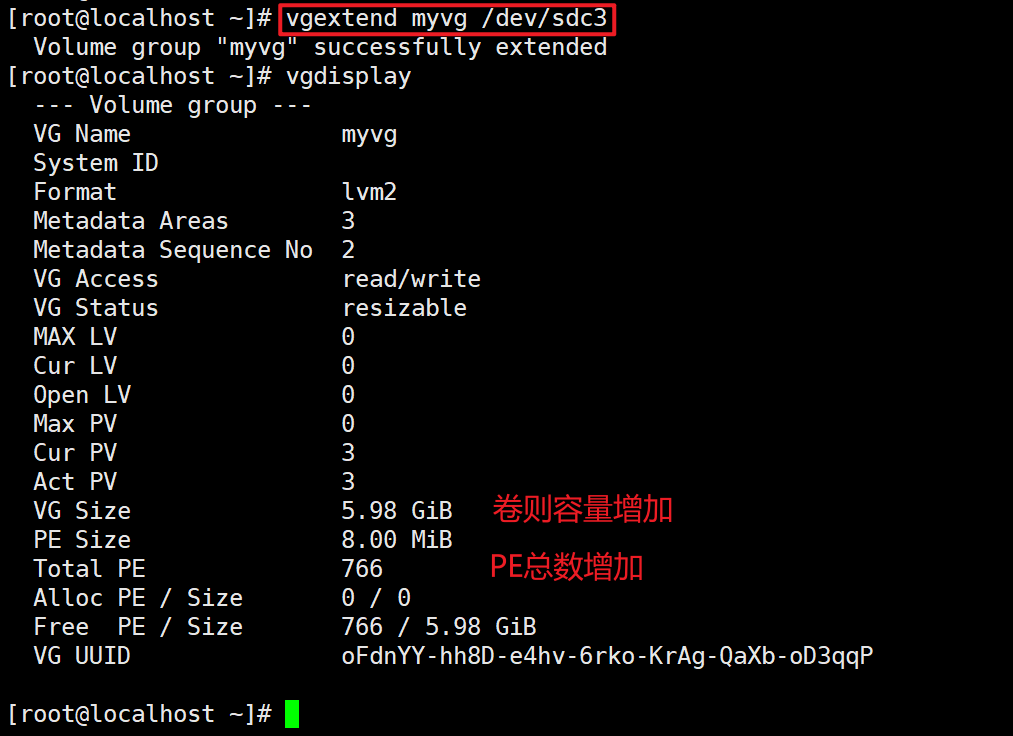 [root@localhost ~]# vgextend myvg /dev/sdc3
  Volume group "myvg" successfully extended
[root@localhost ~]# vgdisplay
  --- Volume group ---
  VG Name               myvg
  System ID
  Format                lvm2
  Metadata Areas        3
  Metadata Sequence No  2
  VG Access             read/write
  VG Status             resizable
  MAX LV                0
  Cur LV                0
  Open LV               0
  Max PV                0
  Cur PV                3
  Act PV                3
  VG Size               5.98 GiB 卷则容量增加
  PE Size               8.00 MiB
  Total PE              766 PE总数增加
  Alloc PE / Size       0 / 0
  Free  PE / Size       766 / 5.98 GiB
  VG UUID               oFdnYY-hh8D-e4hv-6rko-KrAg-QaXb-oD3qqP
[root@localhost ~]#